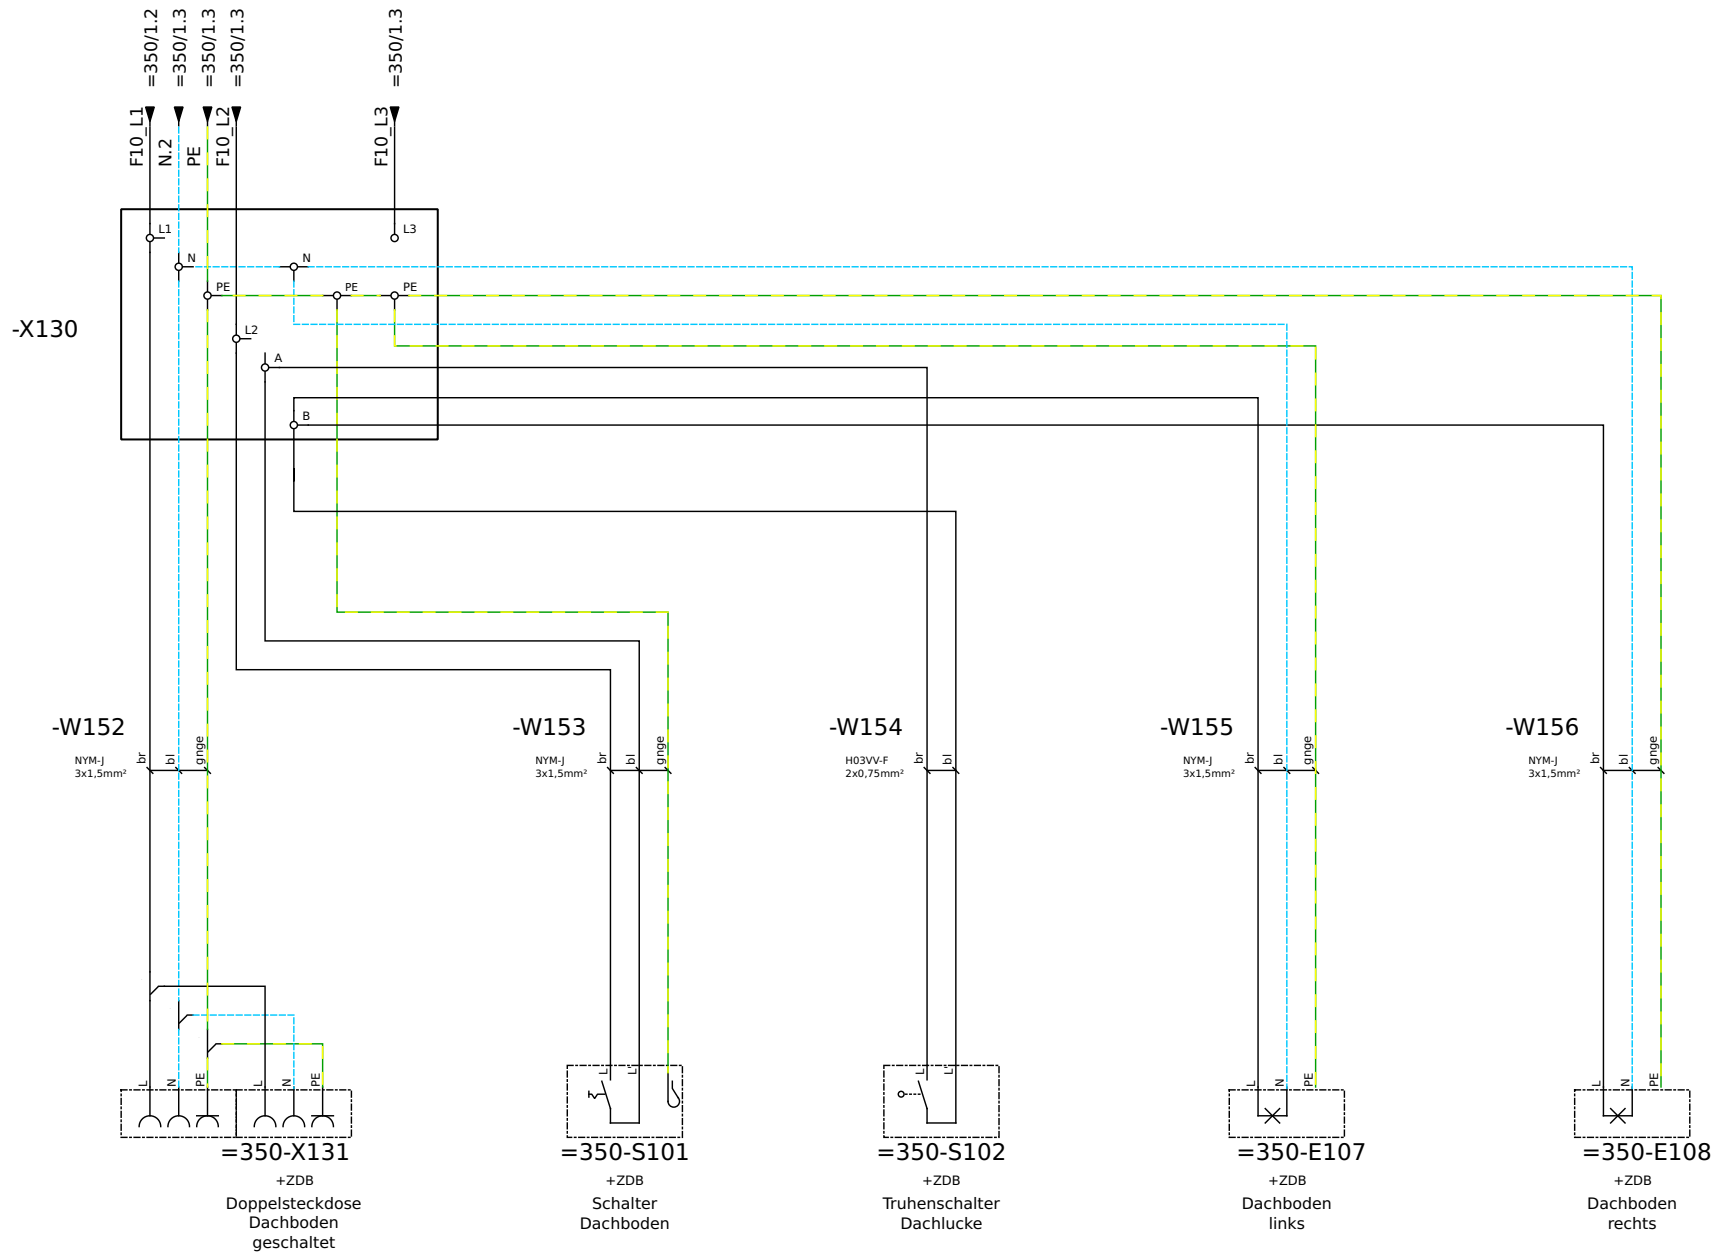 =350/1.2
=350/1.3
=350/1.3
=350/1.3
=350/1.3
F10_L1
N.2
PE
F10_L2
F10_L3
L1
L3
N
N
PE
PE
PE
-X130
L2
A
B
-W152
NYM-J
3x1,5mm²
br
bl
gnge
-W153
NYM-J
3x1,5mm²
br
bl
gnge
-W154
H03VV-F
2x0,75mm²
br
bl
-W155
NYM-J
3x1,5mm²
br
bl
gnge
-W156
NYM-J
3x1,5mm²
br
bl
gnge
L
N
PE
L
N
PE
=350-X131
+ZDB
Doppelsteckdose
Dachboden
geschaltet
L
L'
=350-S101
+ZDB
Schalter
Dachboden
L
L'
=350-S102
+ZDB
Truhenschalter
Dachlucke
L
N
PE
=350-E107
+ZDB
Dachboden
links
L
N
PE
=350-E108
+ZDB
Dachboden
rechts